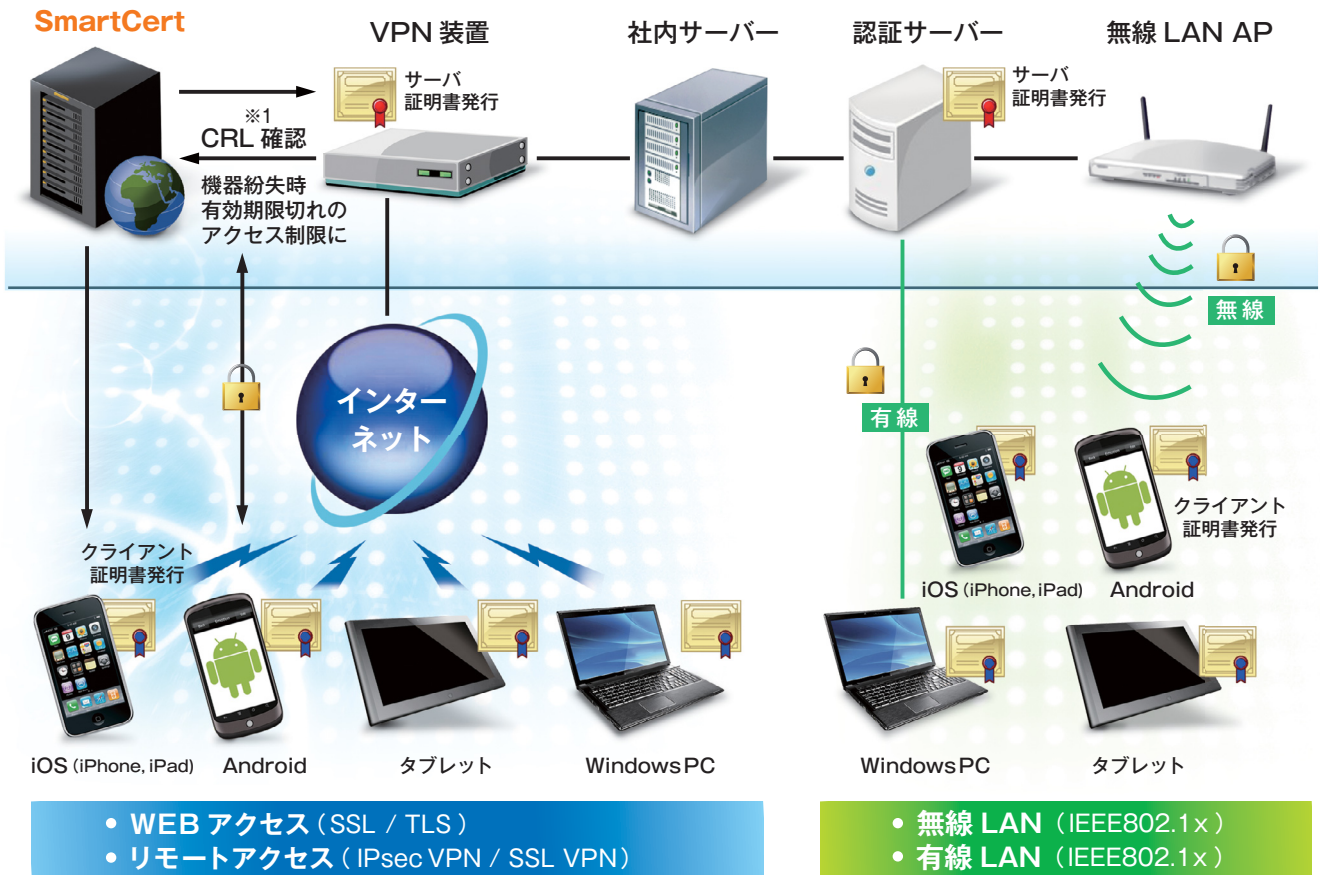 SmartCert
VPN 装置
社内サーバー
認証サーバー
無線 LAN AP
サーバ
証明書発行
サーバ
証明書発行
※1
CRL 確認
機器紛失時
有効期限切れの
アクセス制限に
無線
有線
インター
ネット
クライアント
証明書発行
クライアント
証明書発行
iOS (iPhone, iPad)
Android
iOS (iPhone, iPad)
Android
タブレット
Windows PC
Windows PC
タブレット
• WEB アクセス ( SSL / TLS )
• リモートアクセス ( IPsec VPN / SSL VPN )
• 無線 LAN ( IEEE802.1x )
• 有線 LAN ( IEEE802.1x )